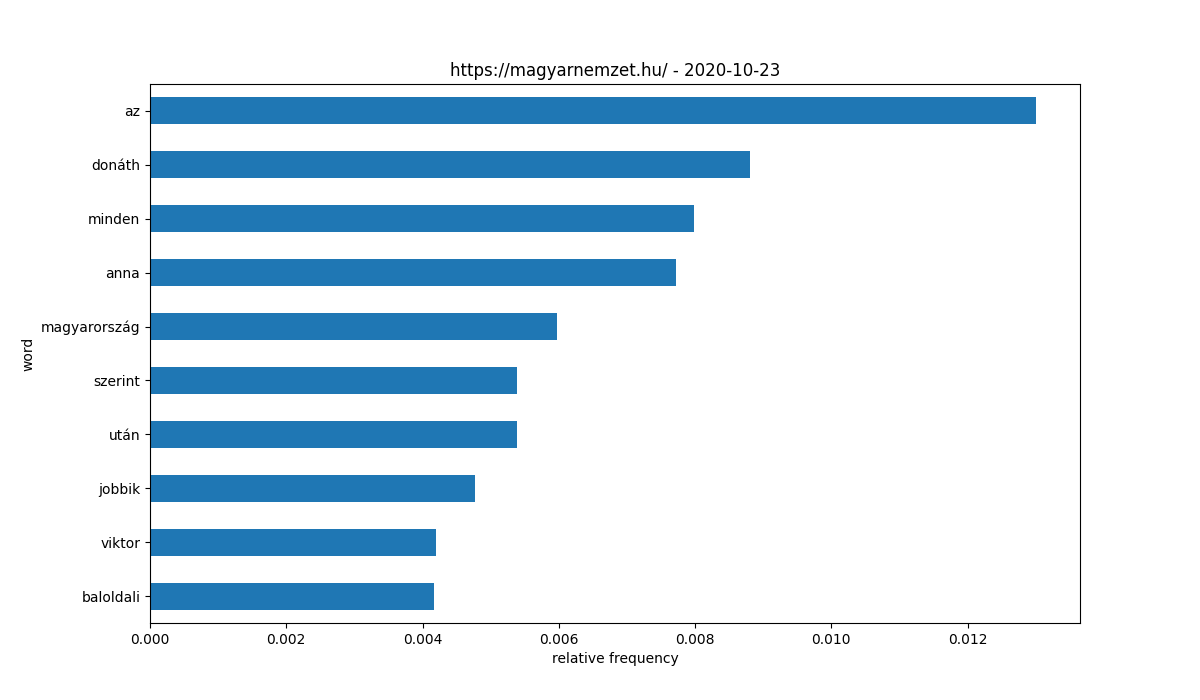 https://magyarnemzet.hu/ - 2020-10-23
az
donáth
minden
anna
magyarország
szerint
után
jobbik
viktor
baloldali
word
0.000 0.002 0.004 0.006 0.008 0.010 0.012
relative frequency